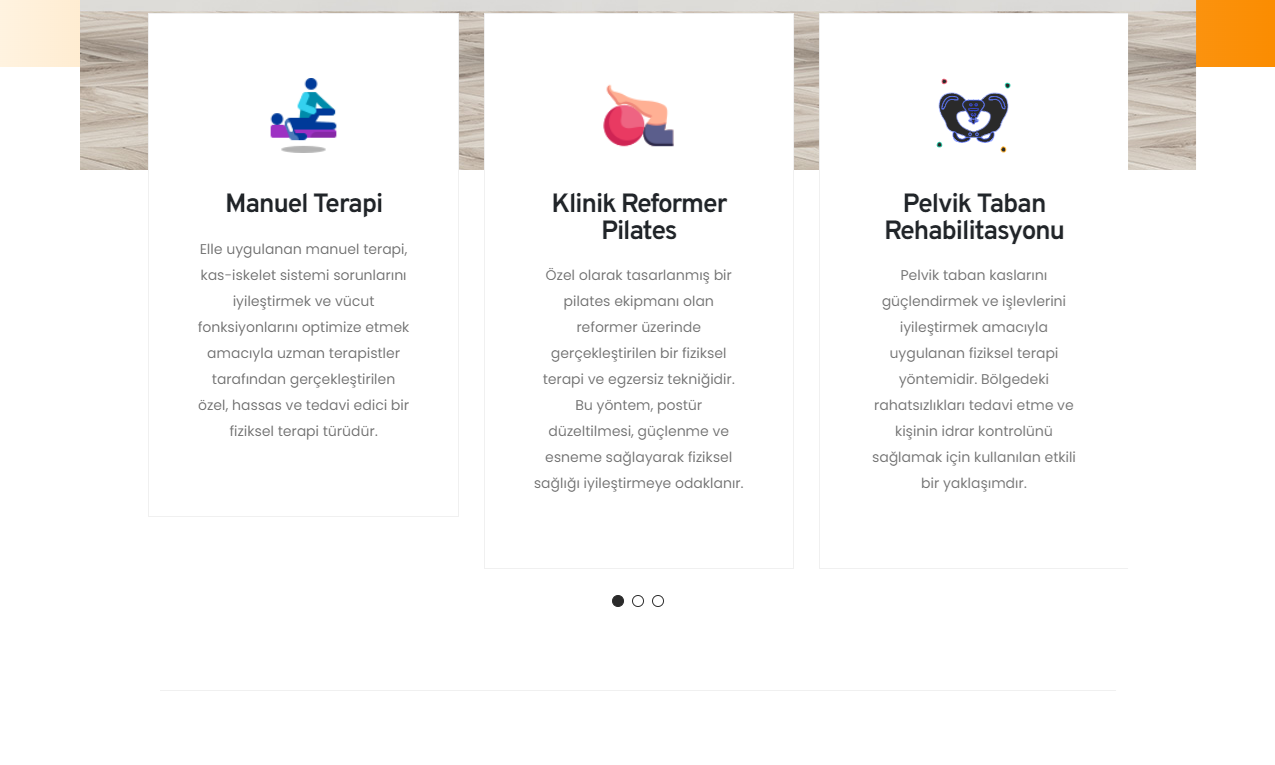 Manuel Terapi
Elle uygulanan manuel terapi,
kas-iskelet sistemi sorunlarını
iyileştirmek ve vücut
fonksiyonlarını optimize etmek
amacıyla uzman terapistler
tarafından gerçekleştirilen
özel, hassas ve tedavi edici bir
fiziksel terapi türüdür.
Klinik Reformer
Pilates
Özel olarak tasarlanmış bir
pilates ekipmanı olan
reformer üzerinde
gerçekleştirilen bir fiziksel
terapi ve egzersiz tekniğidir.
Bu yöntem, postür
düzeltilmesi, güçlenme ve
esneme sağlayarak fiziksel
sağlığı iyileştirmeye odaklanır.
Pelvik Taban
Rehabilitasyonu
Pelvik taban kaslarını
güçlendirmek ve işlevlerini
iyileştirmek amacıyla
uygulanan fiziksel terapi
yöntemidir. Bölgedeki
rahatsızlıkları tedavi etme ve
kişinin idrar kontrolünü
sağlamak için kullanılan etkili
bir yaklaşımdır.